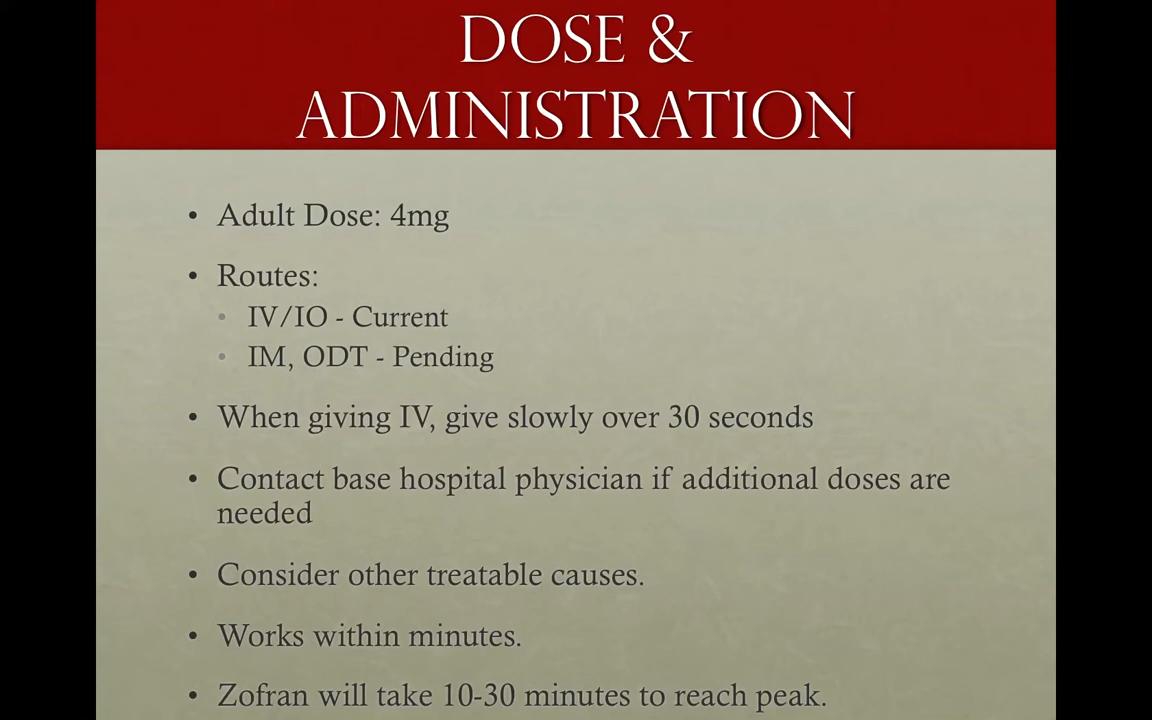 DOSE &
ADMINISTRATION
• Adult Dose: 4mg
• Routes:
• IV/IO - Current
• IM, ODT - Pending
• When giving IV, give slowly over 30 seconds
• Contact base hospital physician if additional doses are
needed
• Consider other treatable causes.
• Works within minutes.
• Zofran will take 10-30 minutes to reach peak.